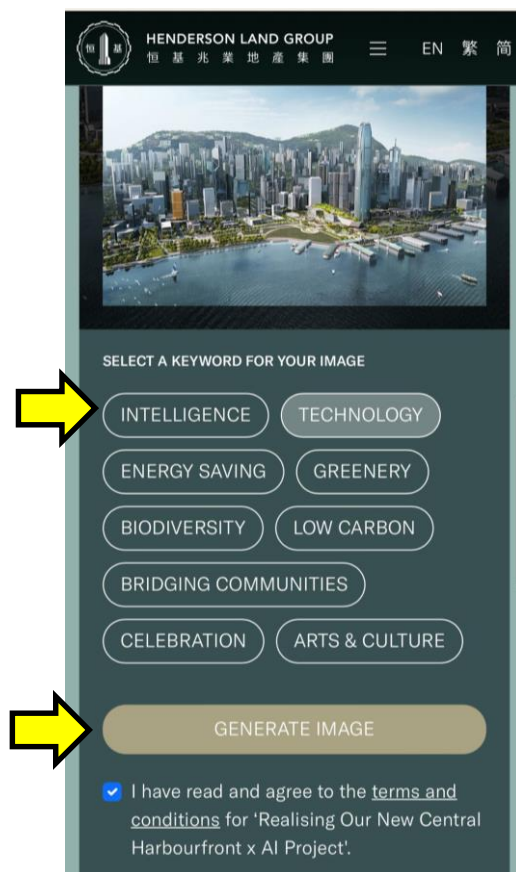 HENDERSON LAND GROUP
恒基兆業地產集團
恒 基
EN 繁 简
SELECT A KEYWORD FOR YOUR IMAGE
INTELLIGENCE TECHNOLOGY
ENERGY SAVING GREENERY
BIODIVERSITY LOW CARBON
BRIDGING COMMUNITIES
CELEBRATION ARTS & CULTURE
GENERATE IMAGE
I have read and agree to the terms and
conditions for ‘Realising Our New Central
Harbourfront x AI Project’.